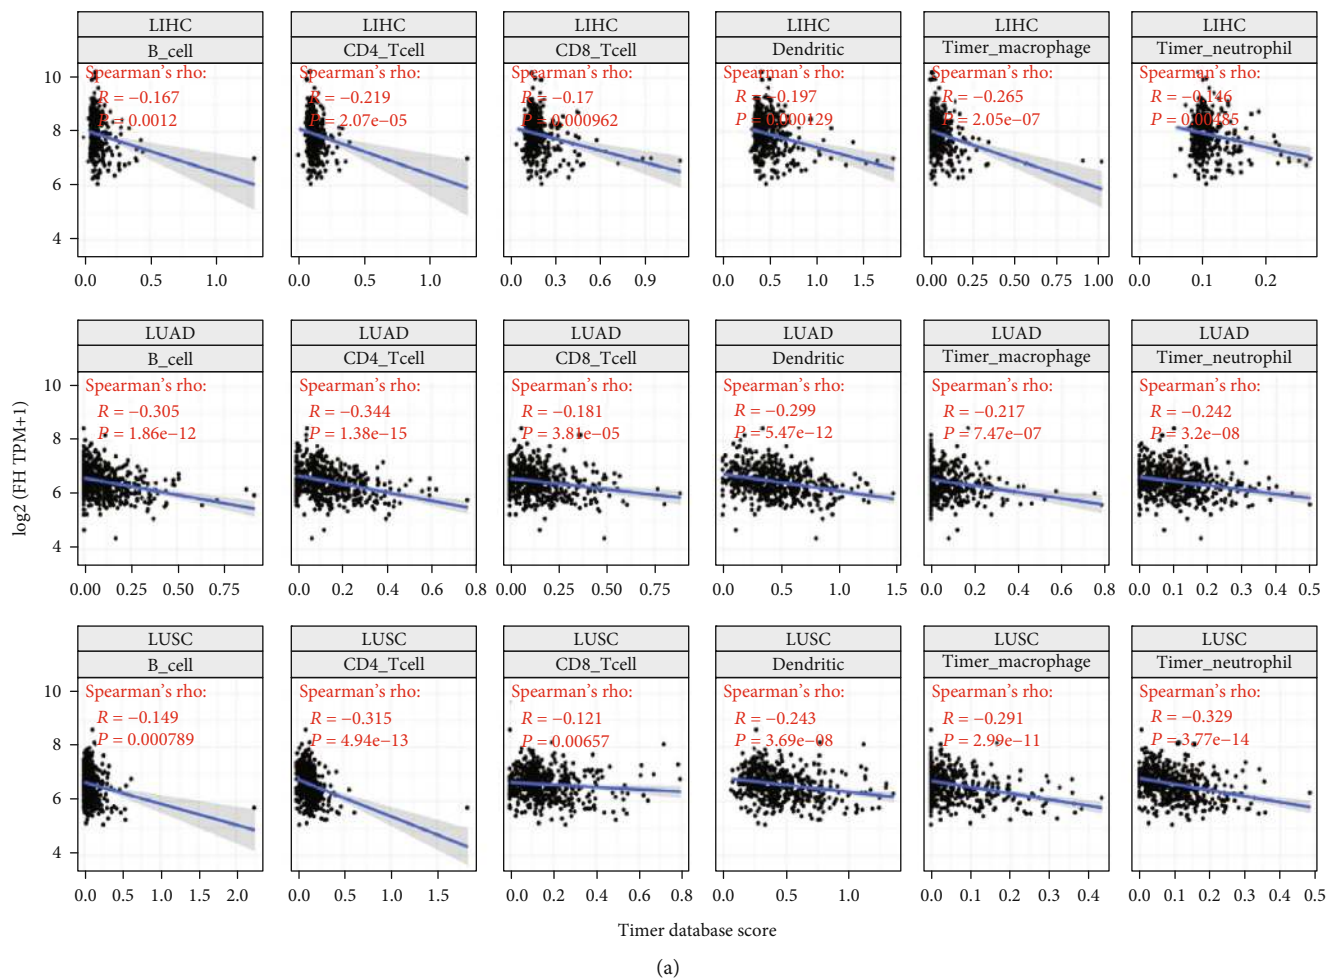 LIHC LIHC LIHC LIHC LIHC LIHC
B_cell CD4_Tcell CD8_Tcell Dendritic Timer_macrophage Timer_neutrophil
Spearman's rho: Spearman's rho: Spearman's rho: Spearman's rho: Spearman's rho: Spearman's rho:
R = −0.167 R = −0.219 R = −0.17 R = −0.197 R = −0.265 R = −0.146
P = 0.0012 P = 2.07e−05 P = 0.000962 P = 0.000129 P = 2.05e−07 P = 0.00485
10
8
6
4
0.0 0.5 1.0 0.0 0.5 1.0 0.0 0.3 0.6 0.9 0.0 0.5 1.0 1.5 0.0 0.25 0.50 0.75 1.00 0.0 0.1 0.2
LUAD LUAD LUAD LUAD LUAD LUAD
B_cell CD4_Tcell CD8_Tcell Dendritic Timer_macrophage Timer_neutrophil
Spearman's rho: Spearman's rho: Spearman's rho: Spearman's rho: Spearman's rho: Spearman's rho:
R = −0.305 R = −0.344 R = −0.181 R = −0.299 R = −0.217 R = −0.242
P = 1.86e−12 P = 1.38e−15 P = 3.81e−05 P = 5.47e−12 P = 7.47e−07 P = 3.2e−08
10
8
6
4
log2 (FH TPM+1)
0.00 0.25 0.50 0.75 0.0 0.2 0.4 0.6 0.8 0.00 0.25 0.50 0.75 0.0 0.5 1.0 1.5 0.0 0.2 0.4 0.6 0.8 0.0 0.1 0.2 0.3 0.4 0.5
LUSC LUSC LUSC LUSC LUSC LUSC
B_cell CD4_Tcell CD8_Tcell Dendritic Timer_macrophage Timer_neutrophil
Spearman's rho: Spearman's rho: Spearman's rho: Spearman's rho: Spearman's rho: Spearman's rho:
R = −0.149 R = −0.315 R = −0.121 R = −0.243 R = −0.291 R = −0.329
P = 0.000789 P = 4.94e−13 P = 0.00657 P = 3.69e−08 P = 2.99e−11 P = 3.77e−14
10
8
6
4
0.0 0.5 1.0 1.5 2.0 0.0 0.5 1.0 1.5 0.0 0.2 0.4 0.6 0.8 0.0 0.5 1.0 0.0 0.1 0.2 0.3 0.4 0.0 0.1 0.2 0.3 0.4 0.5
Timer database score
(a)